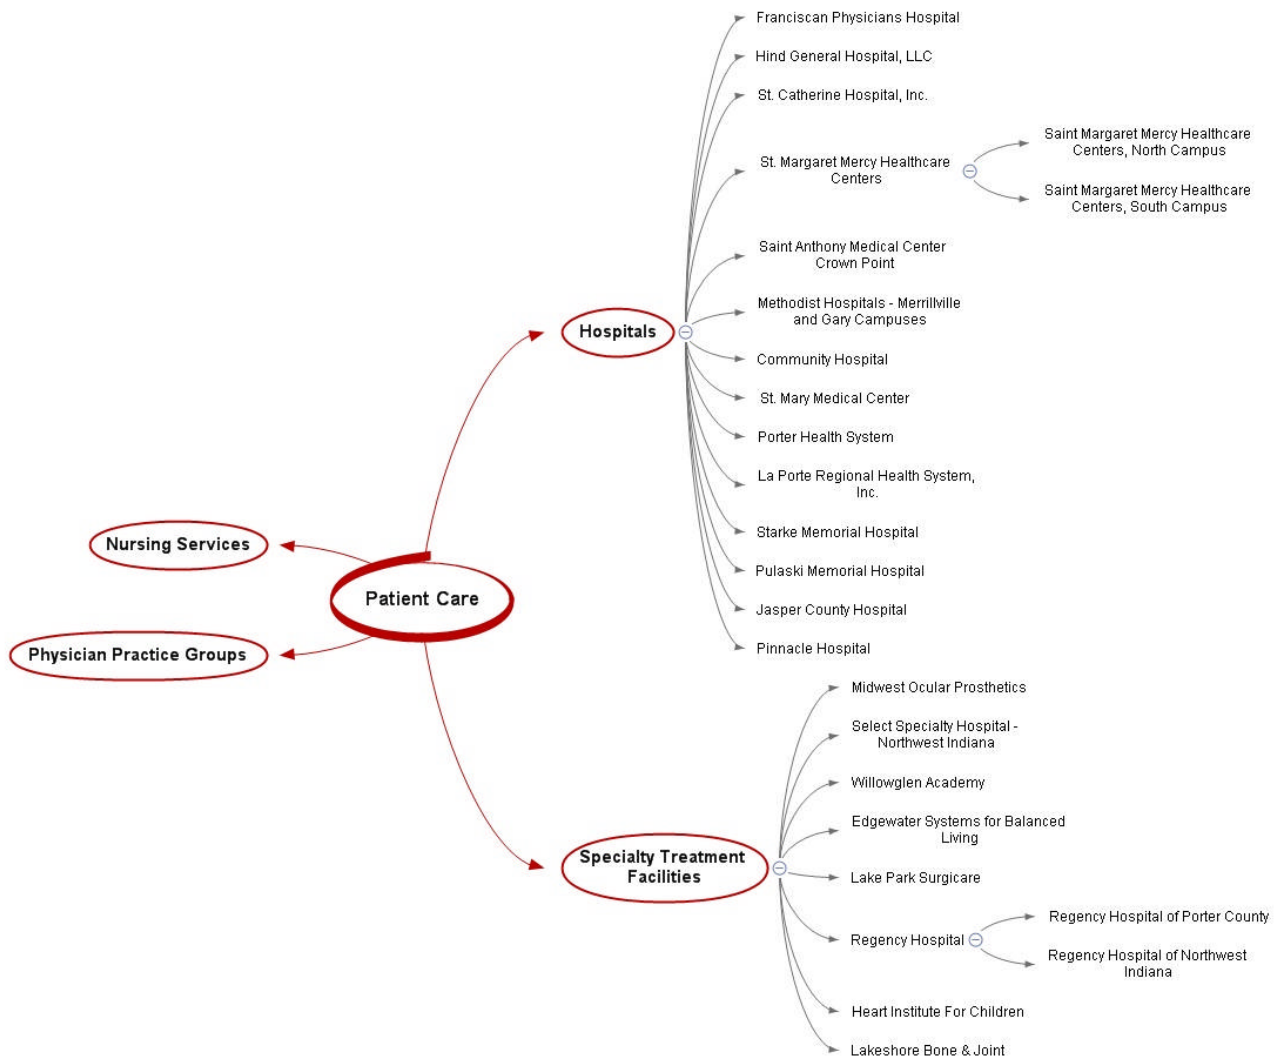 Franciscan Physicians Hospital
Hind General Hospital, LLC
St. Catherine Hospital, Inc.
St. Margaret Mercy Healthcare
Centers
Saint Margaret Mercy Healthcare
Centers, North Campus
Saint Margaret Mercy Healthcare
Centers, South Campus
Saint Anthony Medical Center
Crown Point
Methodist Hospitals - Merrillville
and Gary Campuses
Hospitals
Community Hospital
St. Mary Medical Center
Porter Health System
La Porte Regional Health System,
Inc.
Starke Memorial Hospital
Pulaski Memorial Hospital
Jasper County Hospital
Pinnacle Hospital
Nursing Services
Patient Care
Physician Practice Groups
Midwest Ocular Prosthetics
Select Specialty Hospital -
Northwest Indiana
Willowglen Academy
Edgewater Systems for Balanced
Living
Specialty Treatment
Facilities
Lake Park Surgicare
Regency Hospital
Regency Hospital of Porter County
Regency Hospital of Northwest
Indiana
Heart Institute For Children
Lakeshore Bone & Joint